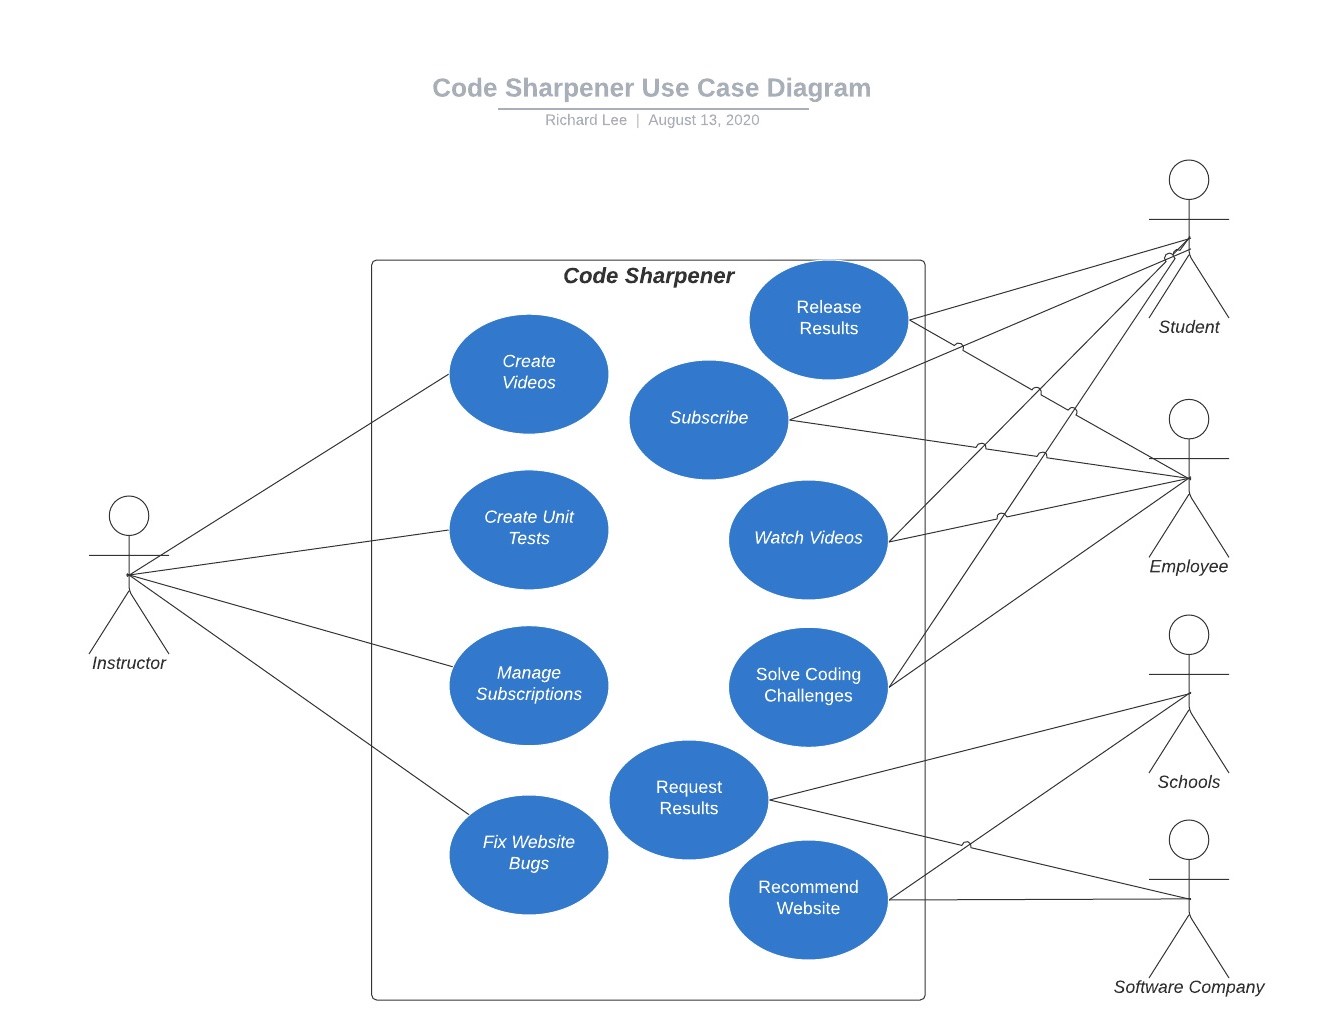 Code Sharpener Use Case Diagram
Richard Lee | August 13, 2020
Code Sharpener
Release
Results
Student
Create
Videos
Subscribe
Create Unit
Tests
Watch Videos
Employee
Instructor
Manage
Subscriptions
Solve Coding
Challenges
Request
Results
Schools
Fix Website
Bugs
Recommend
Website
Software Company